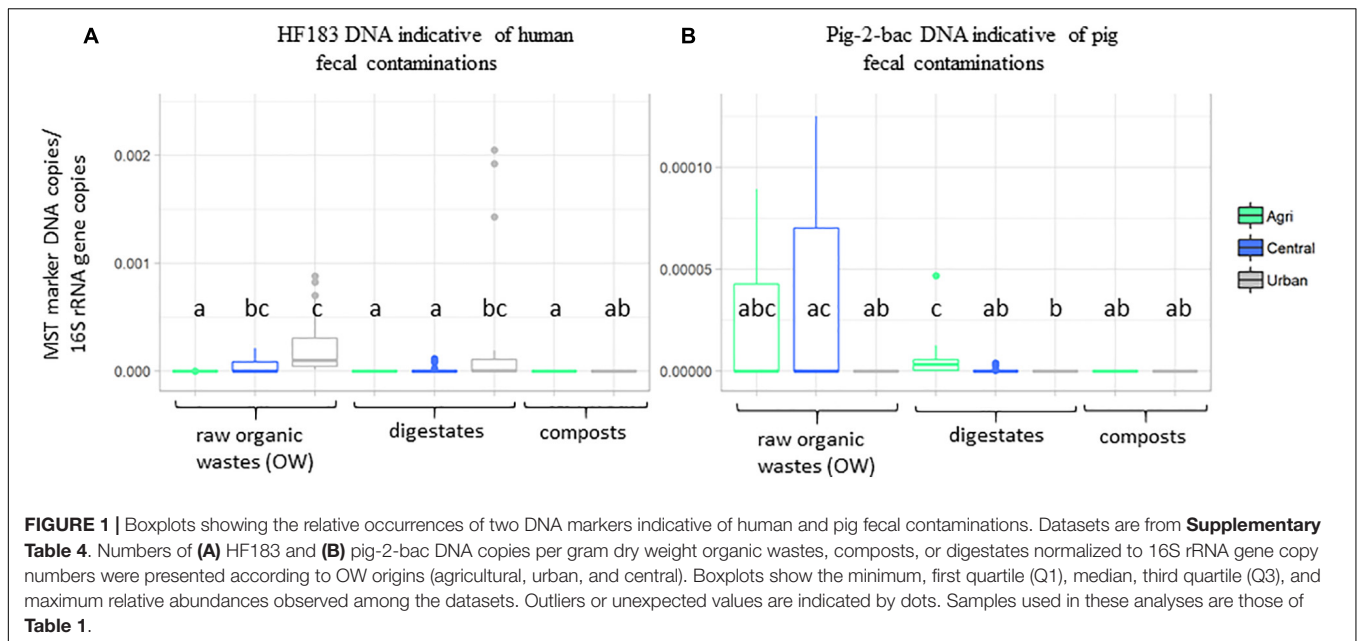 A
HF183 DNA indicative of human
fecal contaminations
MST marker DNA copies/
16S rRNA gene copies
0.002
0.001
0.000
a bc c a a bc a ab
raw organic
wastes (OW)
digestates
composts
B
Pig-2-bac DNA indicative of pig
fecal contaminations
0.00010
0.00005
0.00000
abc ac ab c ab b ab ab
raw organic
wastes (OW)
digestates
composts
Agri
Central
Urban
FIGURE 1 | Boxplots showing the relative occurrences of two DNA markers indicative of human and pig fecal contaminations. Datasets are from Supplementary
Table 4. Numbers of (A) HF183 and (B) pig-2-bac DNA copies per gram dry weight organic wastes, composts, or digestates normalized to 16S rRNA gene copy
numbers were presented according to OW origins (agricultural, urban, and central). Boxplots show the minimum, first quartile (Q1), median, third quartile (Q3), and
maximum relative abundances observed among the datasets. Outliers or unexpected values are indicated by dots. Samples used in these analyses are those of
Table 1.